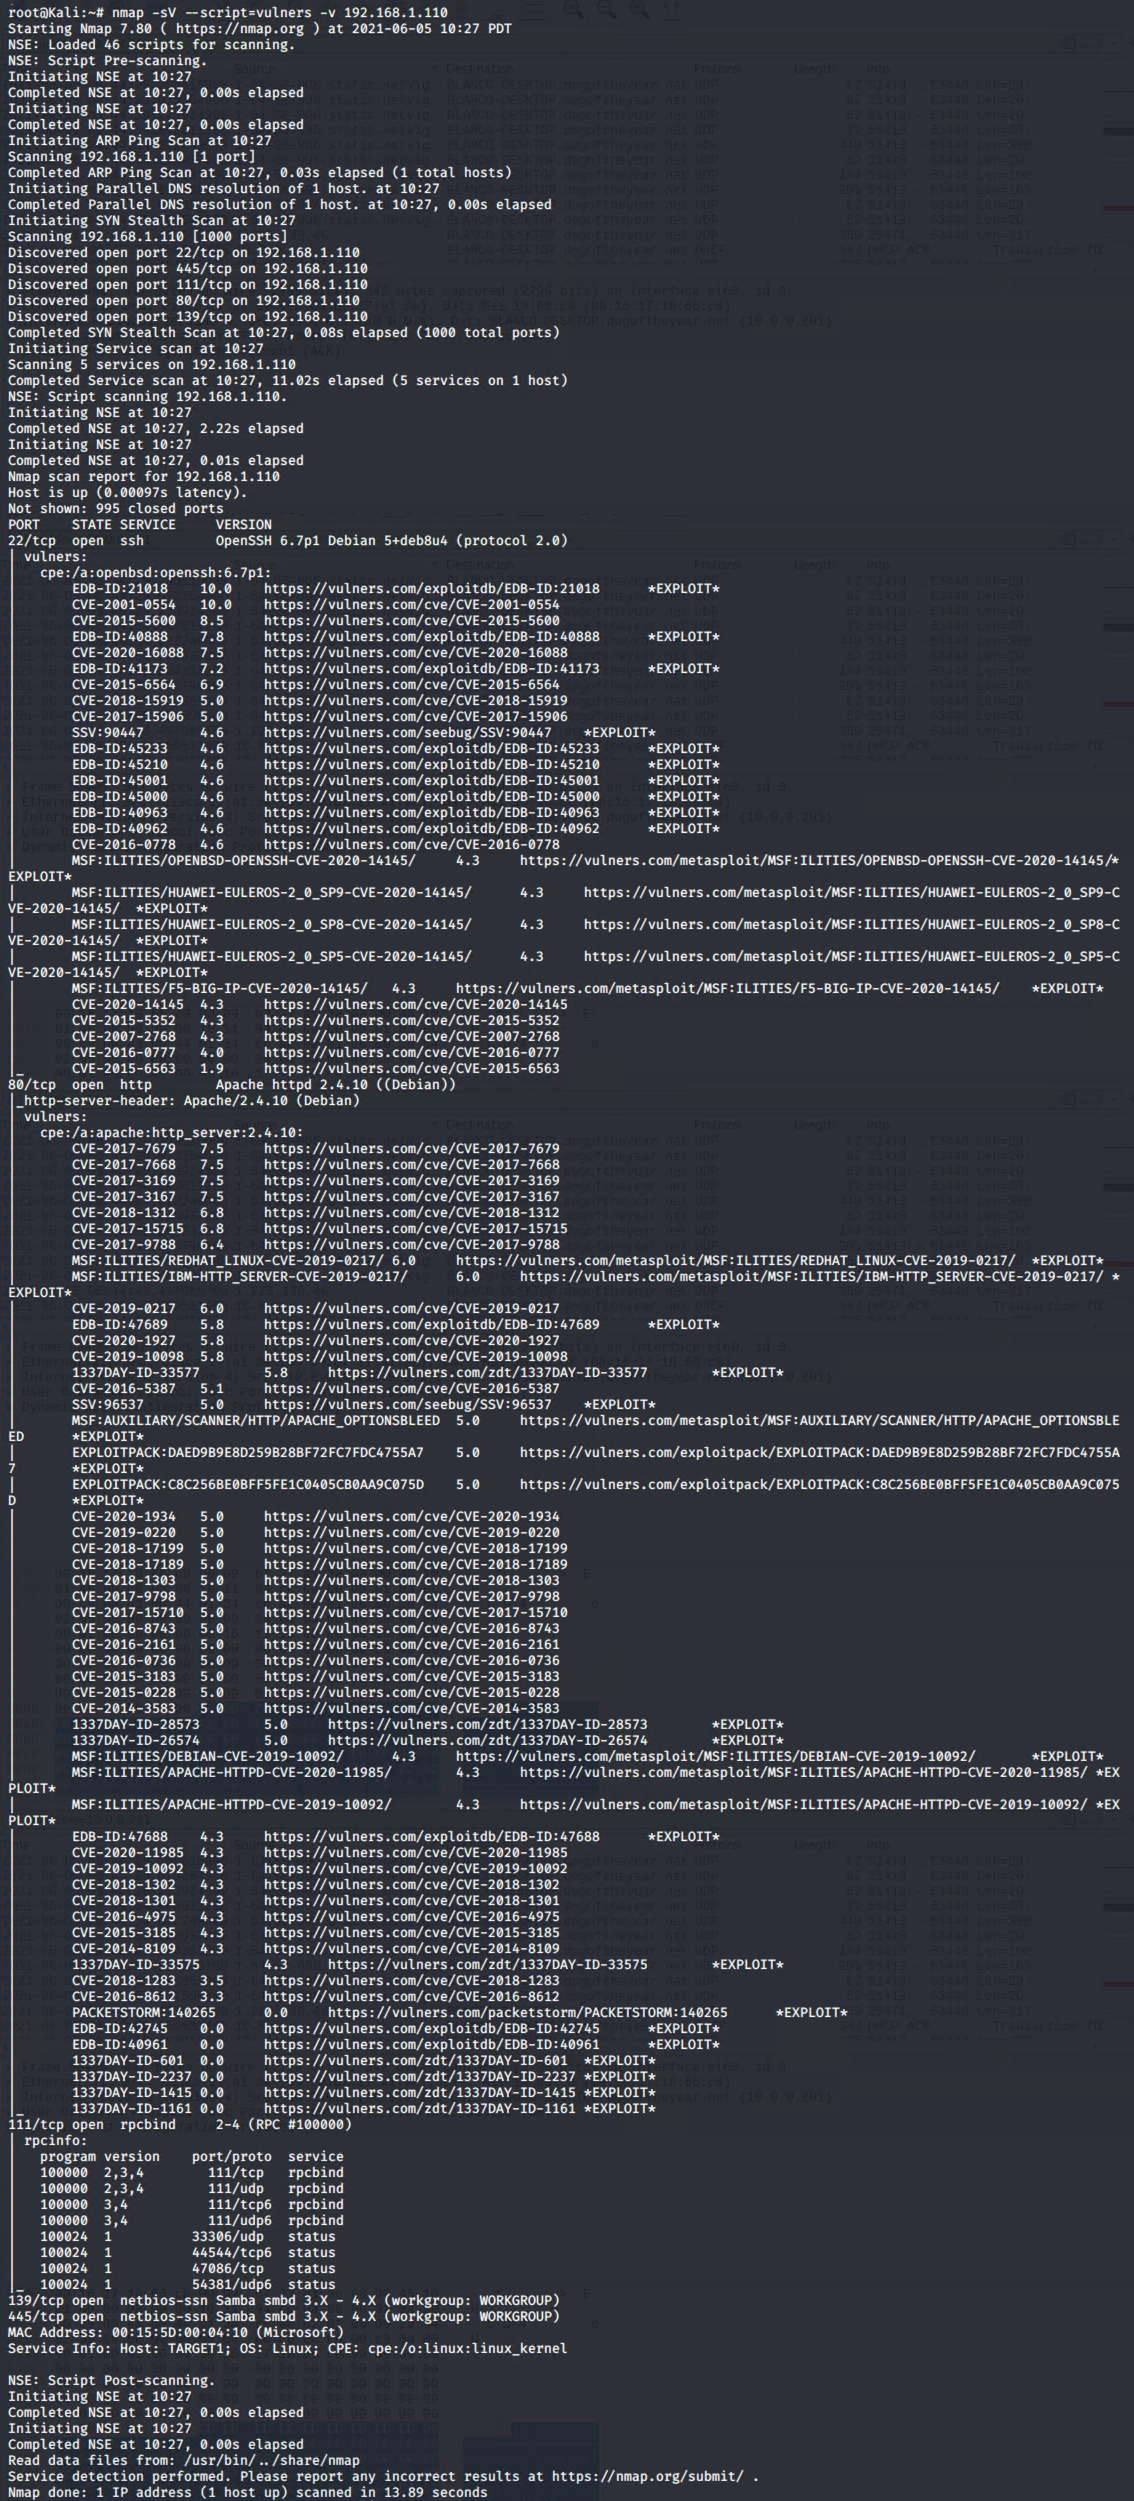 root@Kali:~# nmap -sV --script=vulners -v 192.168.1.110
Starting Nmap 7.80 ( https://nmap.org ) at 2021-06-05 10:27 PDT
NSE: Loaded 46 scripts for scanning.
NSE: Script Pre-scanning.
Initiating NSE at 10:27
Completed NSE at 10:27, 0.00s elapsed
Initiating NSE at 10:27
Completed NSE at 10:27, 0.00s elapsed
Initiating ARP Ping Scan at 10:27
Scanning 192.168.1.110 [1 port]
Completed ARP Ping Scan at 10:27, 0.03s elapsed (1 total hosts)
Initiating Parallel DNS resolution of 1 host. at 10:27
Completed Parallel DNS resolution of 1 host. at 10:27, 0.00s elapsed
Initiating SYN Stealth Scan at 10:27
Scanning 192.168.1.110 [1000 ports]
Discovered open port 22/tcp on 192.168.1.110
Discovered open port 445/tcp on 192.168.1.110
Discovered open port 111/tcp on 192.168.1.110
Discovered open port 80/tcp on 192.168.1.110
Discovered open port 139/tcp on 192.168.1.110
Completed SYN Stealth Scan at 10:27, 0.08s elapsed (1000 total ports)
Initiating Service scan at 10:27
Scanning 5 services on 192.168.1.110
Completed Service scan at 10:27, 11.02s elapsed (5 services on 1 host)
NSE: Script scanning 192.168.1.110.
Initiating NSE at 10:27
Completed NSE at 10:27, 2.22s elapsed
Initiating NSE at 10:27
Completed NSE at 10:27, 0.01s elapsed
Nmap scan report for 192.168.1.110
Host is up (0.00097s latency).
Not shown: 995 closed ports
PORT    STATE SERVICE     VERSION
22/tcp  open  ssh         OpenSSH 6.7p1 Debian 5+deb8u4 (protocol 2.0)
| vulners:
|   cpe:/a:openbsd:openssh:6.7p1:
|       EDB-ID:21018    10.0    https://vulners.com/exploitdb/EDB-ID:21018      *EXPLOIT*
|       CVE-2001-0554   10.0    https://vulners.com/cve/CVE-2001-0554
|       CVE-2015-5600   8.5     https://vulners.com/cve/CVE-2015-5600
|       EDB-ID:40888    7.8     https://vulners.com/exploitdb/EDB-ID:40888      *EXPLOIT*
|       CVE-2020-16088  7.5     https://vulners.com/cve/CVE-2020-16088
|       EDB-ID:41173    7.2     https://vulners.com/exploitdb/EDB-ID:41173      *EXPLOIT*
|       CVE-2015-6564   6.9     https://vulners.com/cve/CVE-2015-6564
|       CVE-2018-15919  5.0     https://vulners.com/cve/CVE-2018-15919
|       CVE-2017-15906  5.0     https://vulners.com/cve/CVE-2017-15906
|       SSV:90447       4.6     https://vulners.com/seebug/SSV:90447    *EXPLOIT*
|       EDB-ID:45233    4.6     https://vulners.com/exploitdb/EDB-ID:45233      *EXPLOIT*
|       EDB-ID:45210    4.6     https://vulners.com/exploitdb/EDB-ID:45210      *EXPLOIT*
|       EDB-ID:45001    4.6     https://vulners.com/exploitdb/EDB-ID:45001      *EXPLOIT*
|       EDB-ID:45000    4.6     https://vulners.com/exploitdb/EDB-ID:45000      *EXPLOIT*
|       EDB-ID:40963    4.6     https://vulners.com/exploitdb/EDB-ID:40963      *EXPLOIT*
|       EDB-ID:40962    4.6     https://vulners.com/exploitdb/EDB-ID:40962      *EXPLOIT*
|       CVE-2016-0778   4.6     https://vulners.com/cve/CVE-2016-0778
|       MSF:ILITIES/OPENBSD-OPENSSH-CVE-2020-14145/     4.3     https://vulners.com/metasploit/MSF:ILITIES/OPENBSD-OPENSSH-CVE-2020-14145/*
EXPLOIT*
|       MSF:ILITIES/HUAWEI-EULEROS-2_0_SP9-CVE-2020-14145/      4.3     https://vulners.com/metasploit/MSF:ILITIES/HUAWEI-EULEROS-2_0_SP9-C
VE-2020-14145/  *EXPLOIT*
|       MSF:ILITIES/HUAWEI-EULEROS-2_0_SP8-CVE-2020-14145/      4.3     https://vulners.com/metasploit/MSF:ILITIES/HUAWEI-EULEROS-2_0_SP8-C
VE-2020-14145/  *EXPLOIT*
|       MSF:ILITIES/HUAWEI-EULEROS-2_0_SP5-CVE-2020-14145/      4.3     https://vulners.com/metasploit/MSF:ILITIES/HUAWEI-EULEROS-2_0_SP5-C
VE-2020-14145/  *EXPLOIT*
|       MSF:ILITIES/F5-BIG-IP-CVE-2020-14145/   4.3     https://vulners.com/metasploit/MSF:ILITIES/F5-BIG-IP-CVE-2020-14145/    *EXPLOIT*
|       CVE-2020-14145  4.3     https://vulners.com/cve/CVE-2020-14145
|       CVE-2015-5352   4.3     https://vulners.com/cve/CVE-2015-5352
|       CVE-2007-2768   4.3     https://vulners.com/cve/CVE-2007-2768
|       CVE-2016-0777   4.0     https://vulners.com/cve/CVE-2016-0777
|_      CVE-2015-6563   1.9     https://vulners.com/cve/CVE-2015-6563
80/tcp  open  http        Apache httpd 2.4.10 ((Debian))
|_http-server-header: Apache/2.4.10 (Debian)
| vulners:
|   cpe:/a:apache:http_server:2.4.10:
|       CVE-2017-7679   7.5     https://vulners.com/cve/CVE-2017-7679
|       CVE-2017-7668   7.5     https://vulners.com/cve/CVE-2017-7668
|       CVE-2017-3169   7.5     https://vulners.com/cve/CVE-2017-3169
|       CVE-2017-3167   7.5     https://vulners.com/cve/CVE-2017-3167
|       CVE-2018-1312   6.8     https://vulners.com/cve/CVE-2018-1312
|       CVE-2017-15715  6.8     https://vulners.com/cve/CVE-2017-15715
|       CVE-2017-9788   6.4     https://vulners.com/cve/CVE-2017-9788
|       MSF:ILITIES/REDHAT_LINUX-CVE-2019-0217/ 6.0     https://vulners.com/metasploit/MSF:ILITIES/REDHAT_LINUX-CVE-2019-0217/  *EXPLOIT*
|       MSF:ILITIES/IBM-HTTP_SERVER-CVE-2019-0217/      6.0     https://vulners.com/metasploit/MSF:ILITIES/IBM-HTTP_SERVER-CVE-2019-0217/ *
EXPLOIT*
|       CVE-2019-0217   6.0     https://vulners.com/cve/CVE-2019-0217
|       EDB-ID:47689    5.8     https://vulners.com/exploitdb/EDB-ID:47689      *EXPLOIT*
|       CVE-2020-1927   5.8     https://vulners.com/cve/CVE-2020-1927
|       CVE-2019-10098  5.8     https://vulners.com/cve/CVE-2019-10098
|       1337DAY-ID-33577        5.8     https://vulners.com/zdt/1337DAY-ID-33577        *EXPLOIT*
|       CVE-2016-5387   5.1     https://vulners.com/cve/CVE-2016-5387
|       SSV:96537       5.0     https://vulners.com/seebug/SSV:96537    *EXPLOIT*
|       MSF:AUXILIARY/SCANNER/HTTP/APACHE_OPTIONSBLEED  5.0     https://vulners.com/metasploit/MSF:AUXILIARY/SCANNER/HTTP/APACHE_OPTIONSBLE
ED      *EXPLOIT*
|       EXPLOITPACK:DAED9B9E8D259B28BF72FC7FDC4755A7    5.0     https://vulners.com/exploitpack/EXPLOITPACK:DAED9B9E8D259B28BF72FC7FDC4755A
7       *EXPLOIT*
|       EXPLOITPACK:C8C256BE0BFF5FE1C0405CB0AA9C075D    5.0     https://vulners.com/exploitpack/EXPLOITPACK:C8C256BE0BFF5FE1C0405CB0AA9C075
D       *EXPLOIT*
|       CVE-2020-1934   5.0     https://vulners.com/cve/CVE-2020-1934
|       CVE-2019-0220   5.0     https://vulners.com/cve/CVE-2019-0220
|       CVE-2018-17199  5.0     https://vulners.com/cve/CVE-2018-17199
|       CVE-2018-17189  5.0     https://vulners.com/cve/CVE-2018-17189
|       CVE-2018-1303   5.0     https://vulners.com/cve/CVE-2018-1303
|       CVE-2017-9798   5.0     https://vulners.com/cve/CVE-2017-9798
|       CVE-2017-15710  5.0     https://vulners.com/cve/CVE-2017-15710
|       CVE-2016-8743   5.0     https://vulners.com/cve/CVE-2016-8743
|       CVE-2016-2161   5.0     https://vulners.com/cve/CVE-2016-2161
|       CVE-2016-0736   5.0     https://vulners.com/cve/CVE-2016-0736
|       CVE-2015-3183   5.0     https://vulners.com/cve/CVE-2015-3183
|       CVE-2015-0228   5.0     https://vulners.com/cve/CVE-2015-0228
|       CVE-2014-3583   5.0     https://vulners.com/cve/CVE-2014-3583
|       1337DAY-ID-28573        5.0     https://vulners.com/zdt/1337DAY-ID-28573        *EXPLOIT*
|       1337DAY-ID-26574        5.0     https://vulners.com/zdt/1337DAY-ID-26574        *EXPLOIT*
|       MSF:ILITIES/DEBIAN-CVE-2019-10092/      4.3     https://vulners.com/metasploit/MSF:ILITIES/DEBIAN-CVE-2019-10092/       *EXPLOIT*
|       MSF:ILITIES/APACHE-HTTPD-CVE-2020-11985/        4.3     https://vulners.com/metasploit/MSF:ILITIES/APACHE-HTTPD-CVE-2020-11985/ *EX
PLOIT*
|       MSF:ILITIES/APACHE-HTTPD-CVE-2019-10092/        4.3     https://vulners.com/metasploit/MSF:ILITIES/APACHE-HTTPD-CVE-2019-10092/ *EX
PLOIT*
|       EDB-ID:47688    4.3     https://vulners.com/exploitdb/EDB-ID:47688      *EXPLOIT*
|       CVE-2020-11985  4.3     https://vulners.com/cve/CVE-2020-11985
|       CVE-2019-10092  4.3     https://vulners.com/cve/CVE-2019-10092
|       CVE-2018-1302   4.3     https://vulners.com/cve/CVE-2018-1302
|       CVE-2018-1301   4.3     https://vulners.com/cve/CVE-2018-1301
|       CVE-2016-4975   4.3     https://vulners.com/cve/CVE-2016-4975
|       CVE-2015-3185   4.3     https://vulners.com/cve/CVE-2015-3185
|       CVE-2014-8109   4.3     https://vulners.com/cve/CVE-2014-8109
|       1337DAY-ID-33575        4.3     https://vulners.com/zdt/1337DAY-ID-33575        *EXPLOIT*
|       CVE-2018-1283   3.5     https://vulners.com/cve/CVE-2018-1283
|       CVE-2016-8612   3.3     https://vulners.com/cve/CVE-2016-8612
|       PACKETSTORM:140265      0.0     https://vulners.com/packetstorm/PACKETSTORM:140265      *EXPLOIT*
|       EDB-ID:42745    0.0     https://vulners.com/exploitdb/EDB-ID:42745      *EXPLOIT*
|       EDB-ID:40961    0.0     https://vulners.com/exploitdb/EDB-ID:40961      *EXPLOIT*
|       1337DAY-ID-601  0.0     https://vulners.com/zdt/1337DAY-ID-601  *EXPLOIT*
|       1337DAY-ID-2237 0.0     https://vulners.com/zdt/1337DAY-ID-2237 *EXPLOIT*
|       1337DAY-ID-1415 0.0     https://vulners.com/zdt/1337DAY-ID-1415 *EXPLOIT*
|_      1337DAY-ID-1161 0.0     https://vulners.com/zdt/1337DAY-ID-1161 *EXPLOIT*
111/tcp open  rpcbind     2-4 (RPC #100000)
| rpcinfo:
|   program version    port/proto  service
|   100000  2,3,4        111/tcp   rpcbind
|   100000  2,3,4        111/udp   rpcbind
|   100000  3,4          111/tcp6  rpcbind
|   100000  3,4          111/udp6  rpcbind
|   100024  1          33306/udp   status
|   100024  1          44544/tcp6  status
|   100024  1          47086/tcp   status
|_  100024  1          54381/udp6  status
139/tcp open  netbios-ssn Samba smbd 3.X - 4.X (workgroup: WORKGROUP)
445/tcp open  netbios-ssn Samba smbd 3.X - 4.X (workgroup: WORKGROUP)
MAC Address: 00:15:5D:00:04:10 (Microsoft)
Service Info: Host: TARGET1; OS: Linux; CPE: cpe:/o:linux:linux_kernel

NSE: Script Post-scanning.
Initiating NSE at 10:27
Completed NSE at 10:27, 0.00s elapsed
Initiating NSE at 10:27
Completed NSE at 10:27, 0.00s elapsed
Read data files from: /usr/bin/../share/nmap
Service detection performed. Please report any incorrect results at https://nmap.org/submit/ .
Nmap done: 1 IP address (1 host up) scanned in 13.89 seconds